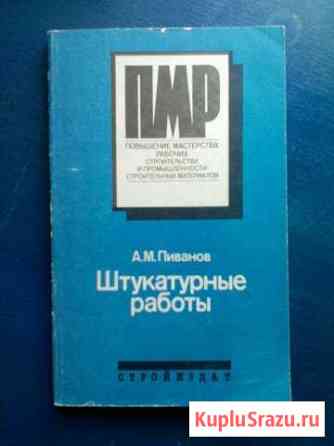 ПМР
ПОВЫШЕНИЕ МАСТЕРСТВА
РАБОЧИХ
СТРОИТЕЛЬСТВА
И ПРОМЫШЛЕННОСТИ
СТРОИТЕЛЬНЫХ МАТЕРИАЛОВ
А.М. Пиванов
Штукатурные
работы
СТРОЙИЗДАТ
KupluSrazu.ru